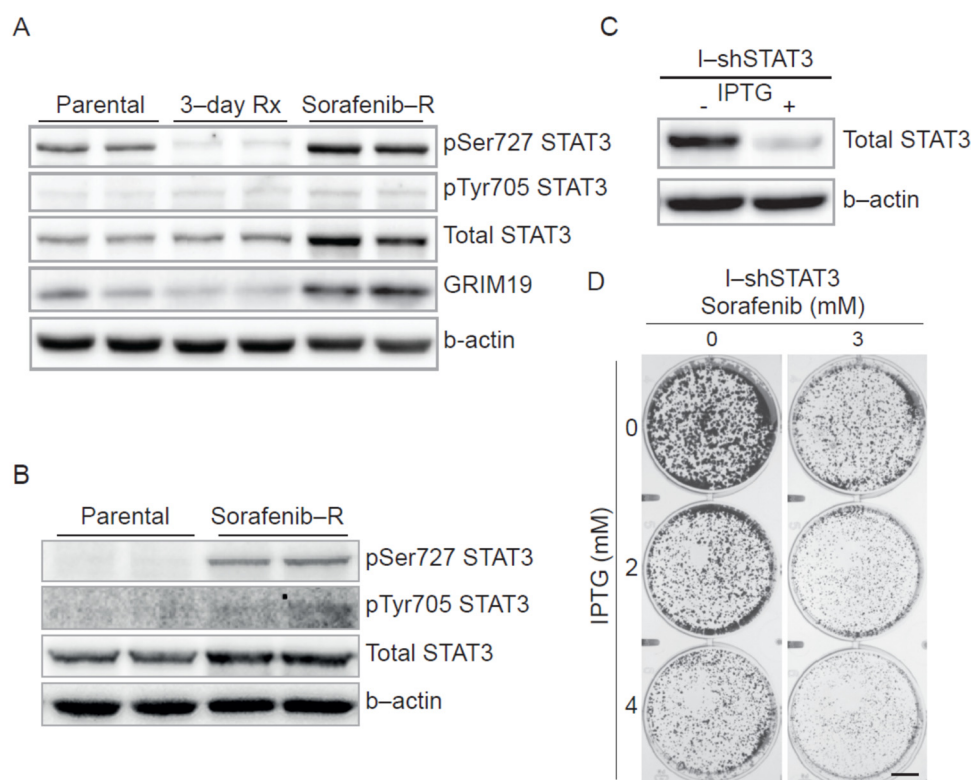 A
Parental 3–day Rx Sorafenib–R
pSer727 STAT3
pTyr705 STAT3
Total STAT3
GRIM19
b-actin
B
Parental Sorafenib–R
pSer727 STAT3
pTyr705 STAT3
Total STAT3
b–actin
C
I–shSTAT3
IPTG
- +
Total STAT3
b–actin
D
I–shSTAT3
Sorafenib (mM)
0 3
IPTG (mM)
0
2
4